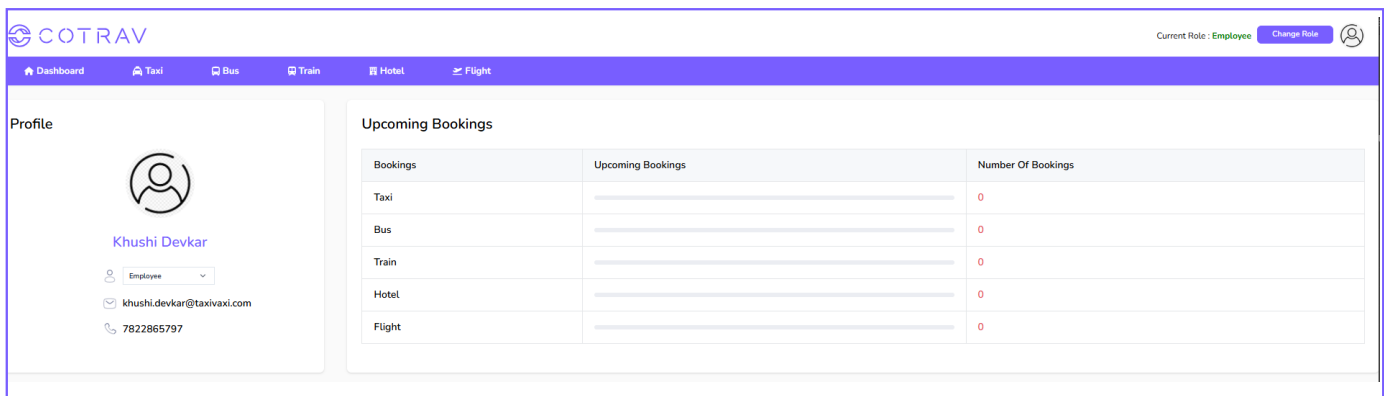 COTRAV
Current Role : Employee Change Role
Dashboard Taxi Bus Train Hotel Flight
Profile
Khushi Devkar
Employee
khushi.devkar@taxivaxi.com
7822865797
Upcoming Bookings
Bookings Upcoming Bookings Number Of Bookings
Taxi 0
Bus 0
Train 0
Hotel 0
Flight 0